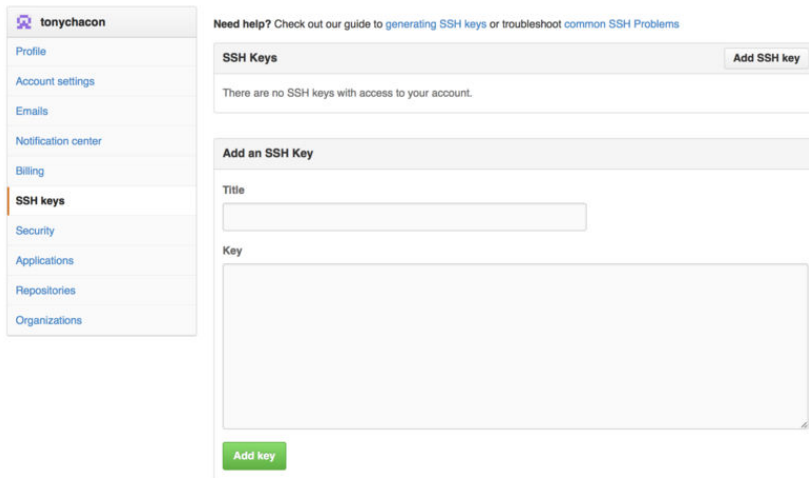 tonychacon
Profile
Account settings
Emails
Notification center
Billing
SSH keys
Security
Applications
Repositories
Organizations
Need help? Check out our guide to generating SSH keys or troubleshoot common SSH Problems
SSH Keys
Add SSH key
There are no SSH keys with access to your account.
Add an SSH Key
Title
Key
Add key